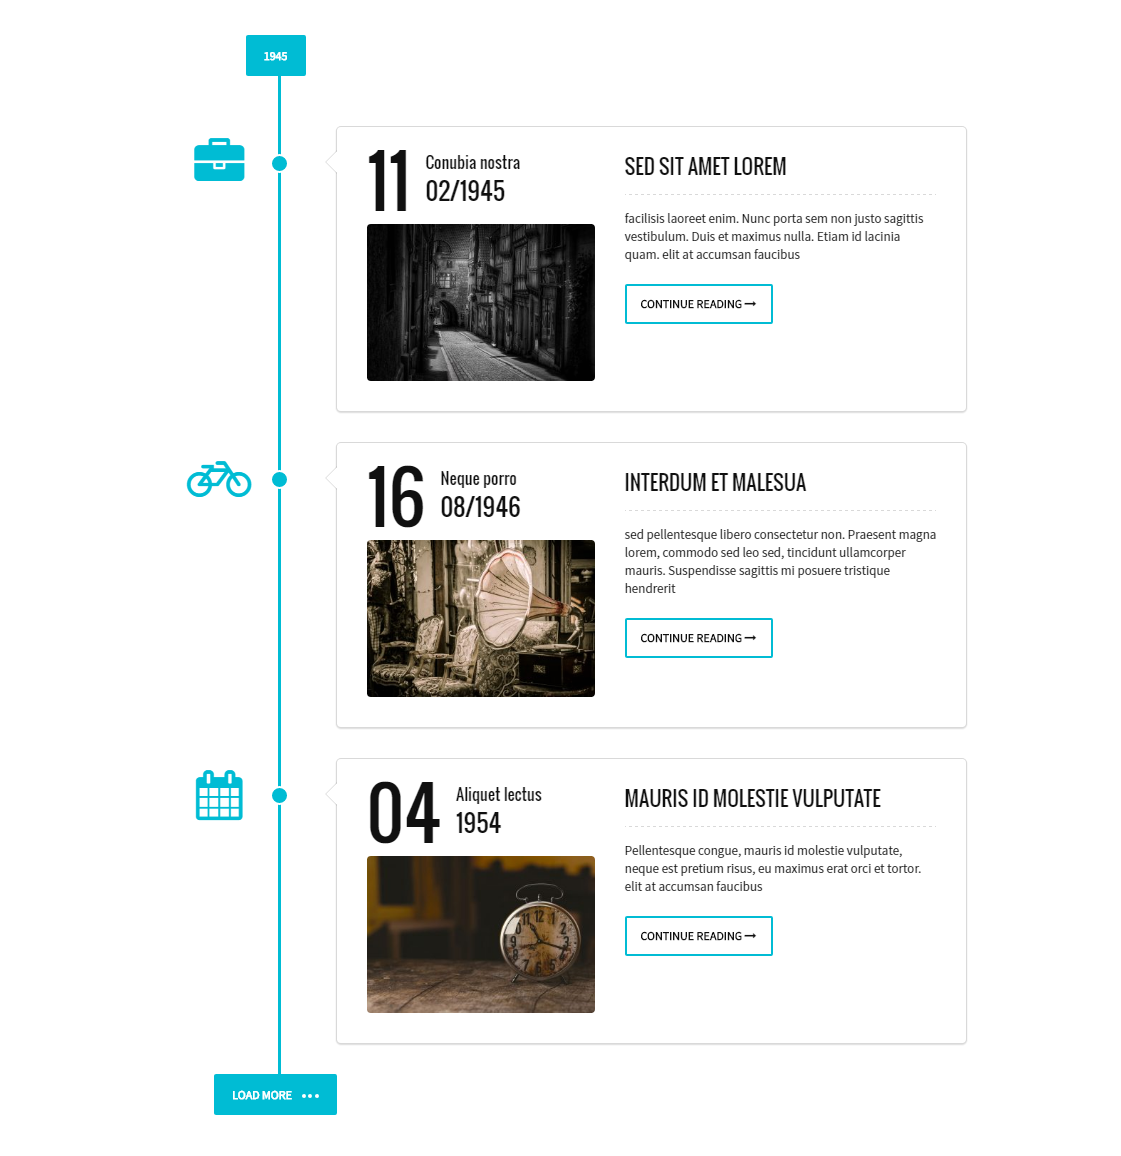 1945
11
Conubia nostra
02/1945
SED SIT AMET LOREM
facilisis laoreet enim. Nunc porta sem non justo sagittis
vestibulum. Duis et maximus nulla. Etiam id lacinia
quam. elit at accumsan faucibus
CONTINUE READING
16
Neque porro
08/1946
INTERDUM ET MALESUA
sed pellentesque libero consectetur non. Praesent magna
lorem, commodo sed leo sed, tincidunt ullamcorper
mauris. Suspendisse sagittis mi posuere tristique
hendrerit
CONTINUE READING
04
Aliquet lectus
1954
MAURIS ID MOLESTIE VULPUTATE
Pellentesque congue, mauris id molestie vulputate,
neque est pretium risus, eu maximus erat orci et tortor.
elit at accumsan faucibus
CONTINUE READING
LOAD MORE